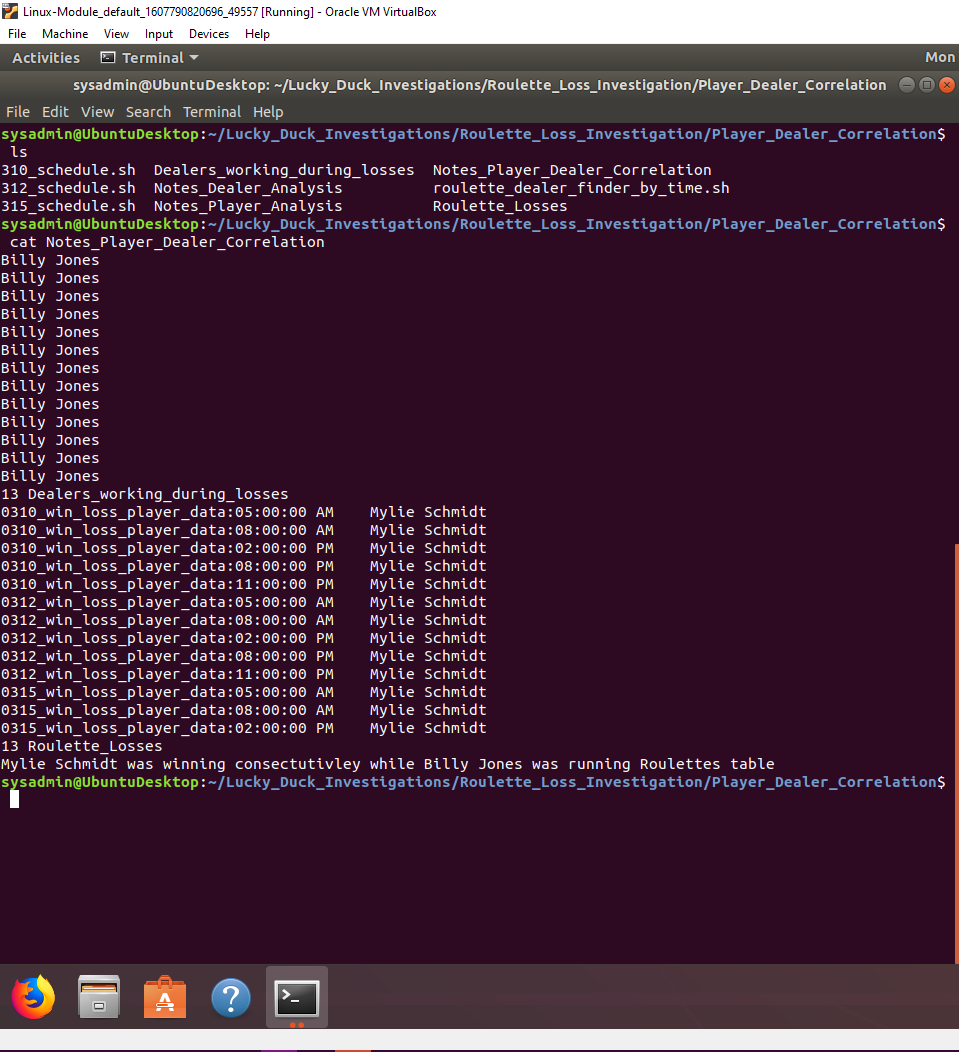 Linux-Module_default_1607790820696_49557 [Running] - Oracle VM VirtualBox
File Machine View Input Devices Help
Activities Terminal Mon
sysadmin@UbuntuDesktop: ~/Lucky_Duck_Investigations/Roulette_Loss_Investigation/Player_Dealer_Correlation
File Edit View Search Terminal Help
sysadmin@UbuntuDesktop:~/Lucky_Duck_Investigations/Roulette_Loss_Investigation/Player_Dealer_Correlation$
ls
310_schedule.sh Dealers_working_during_losses Notes_Player_Dealer_Correlation
312_schedule.sh Notes_Dealer_Analysis roulette_dealer_finder_by_time.sh
315_schedule.sh Notes_Player_Analysis Roulette_Losses
sysadmin@UbuntuDesktop:~/Lucky_Duck_Investigations/Roulette_Loss_Investigation/Player_Dealer_Correlation$
cat Notes_Player_Dealer_Correlation
Billy Jones
Billy Jones
Billy Jones
Billy Jones
Billy Jones
Billy Jones
Billy Jones
Billy Jones
Billy Jones
Billy Jones
Billy Jones
Billy Jones
Billy Jones
13 Dealers_working_during_losses
0310_win_loss_player_data:05:00:00 AM Mylie Schmidt
0310_win_loss_player_data:08:00:00 AM Mylie Schmidt
0310_win_loss_player_data:02:00:00 PM Mylie Schmidt
0310_win_loss_player_data:08:00:00 PM Mylie Schmidt
0310_win_loss_player_data:11:00:00 PM Mylie Schmidt
0312_win_loss_player_data:05:00:00 AM Mylie Schmidt
0312_win_loss_player_data:08:00:00 AM Mylie Schmidt
0312_win_loss_player_data:02:00:00 PM Mylie Schmidt
0312_win_loss_player_data:08:00:00 PM Mylie Schmidt
0312_win_loss_player_data:11:00:00 PM Mylie Schmidt
0315_win_loss_player_data:05:00:00 AM Mylie Schmidt
0315_win_loss_player_data:08:00:00 AM Mylie Schmidt
0315_win_loss_player_data:02:00:00 PM Mylie Schmidt
13 Roulette_Losses
Mylie Schmidt was winning consectutivley while Billy Jones was running Roulettes table
sysadmin@UbuntuDesktop:~/Lucky_Duck_Investigations/Roulette_Loss_Investigation/Player_Dealer_Correlation$